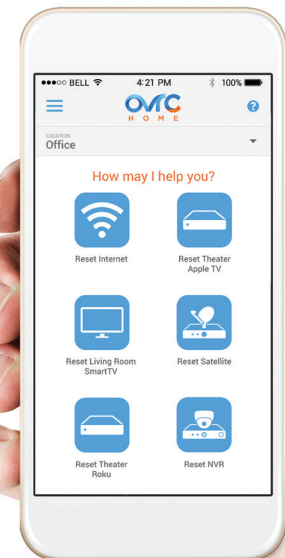 BELL 4:21 PM 100%
OVRC
HOME
?
LOCATION
Office
How may I help you?
Reset Internet
Reset Theater
Apple TV
Reset Living Room
SmartTV
Reset Satellite
Reset Theater
Roku
Reset NVR